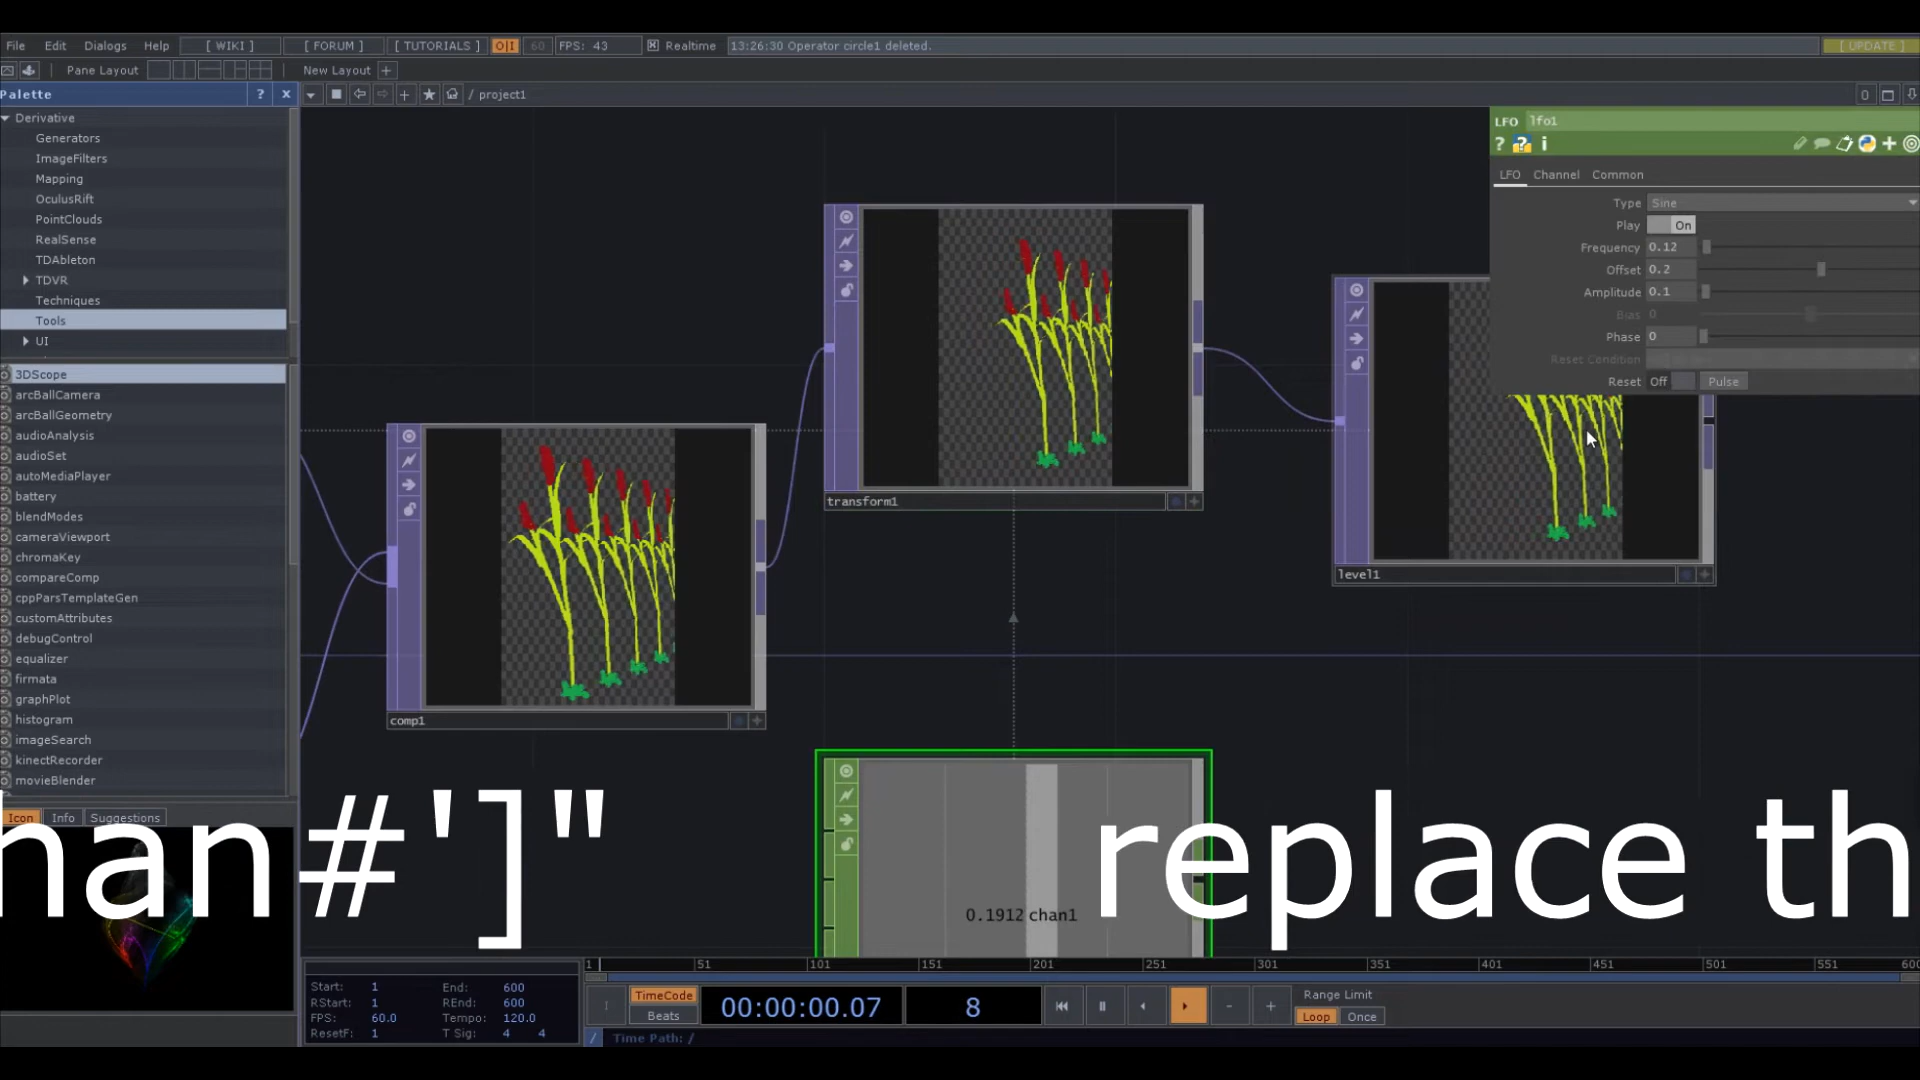 File Edit Dialogs Help [ WIKI ] [ FORUM ] [ TUTORIALS ] O|I 60 FPS: 43 Realtime 13:26:30 Operator circle1 deleted. [ UPDATE ]
Pane Layout New Layout +
Palette ? x + / project1 0
Derivative
Generators
ImageFilters
Mapping
OculusRift
PointClouds
RealSense
TDAbleton
TDVR
Techniques
Tools
UI
3DScope
arcBallCamera
arcBallGeometry
audioAnalysis
audioSet
autoMediaPlayer
battery
blendModes
cameraViewport
chromaKey
compareComp
cppParsTemplateGen
customAttributes
debugControl
equalizer
firmata
graphPlot
histogram
imageSearch
kinectRecorder
movieBlender
Icon Info Suggestions
LFO lfo1
? ? i
LFO Channel Common
Type Sine
Play On
Frequency 0.12
Offset 0.2
Amplitude 0.1
Bias 0
Phase 0
Reset Condition
Reset Off Pulse
transform1
level1
comp1
0.1912 chan1
han#']" replace th
1 51 101 151 201 251 301 351 401 451 501 551 600
Start: 1 End: 600
RStart: 1 REnd: 600
FPS: 60.0 Tempo: 120.0
ResetF: 1 T Sig: 4 4
TimeCode
Beats
00:00:00.07 8
- +
Range Limit
Loop Once
/ Time Path: /